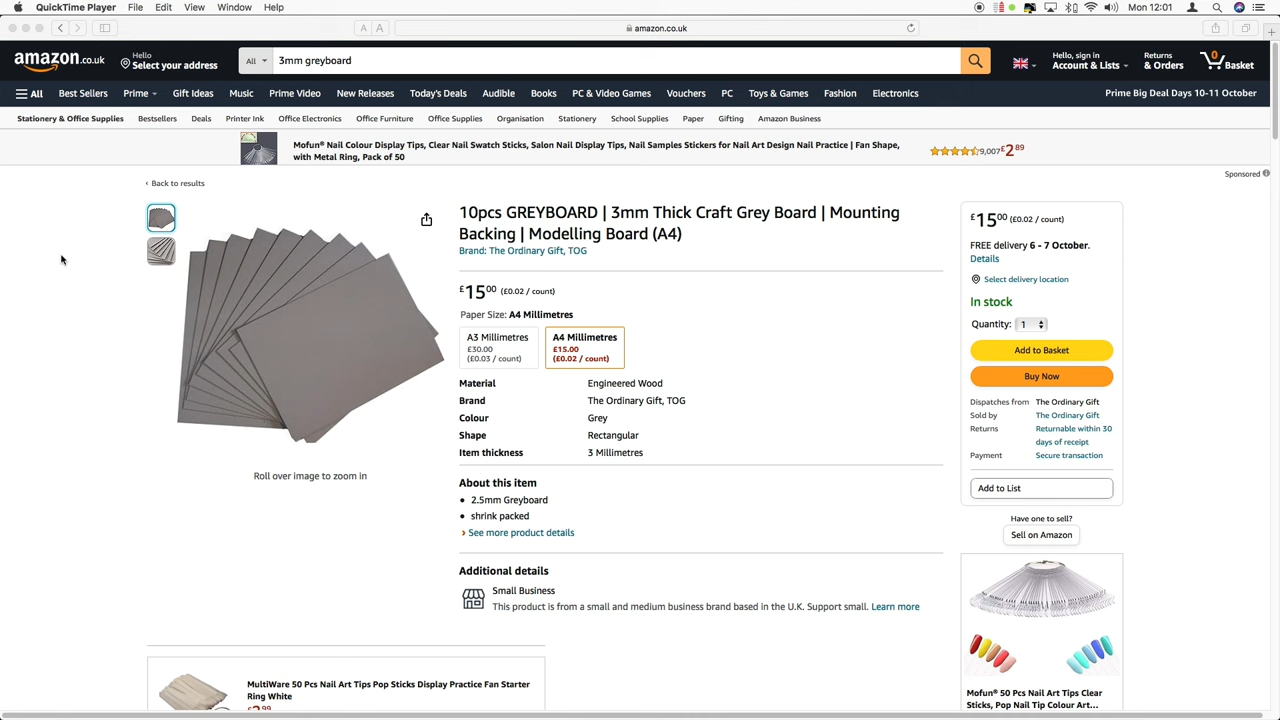 QuickTime Player File Edit View Window Help Mon 12:01
A A amazon.co.uk
amazon.co.uk
Hello
Select your address
All
3mm greyboard
Hello, sign in
Account & Lists
Returns
& Orders
0
Basket
All Best Sellers Prime Gift Ideas Music Prime Video New Releases Today's Deals Audible Books PC & Video Games Vouchers PC Toys & Games Fashion Electronics Prime Big Deal Days 10-11 October
Stationery & Office Supplies Bestsellers Deals Printer Ink Office Electronics Office Furniture Office Supplies Organisation Stationery School Supplies Paper Gifting Amazon Business
Mofun® Nail Colour Display Tips, Clear Nail Swatch Sticks, Salon Nail Display Tips, Nail Samples Stickers for Nail Art Design Nail Practice | Fan Shape,
with Metal Ring, Pack of 50
9,007 £2 89
Sponsored
‹ Back to results
10pcs GREYBOARD | 3mm Thick Craft Grey Board | Mounting
Backing | Modelling Board (A4)
Brand: The Ordinary Gift, TOG
£15 00 (£0.02 / count)
Paper Size: A4 Millimetres
A3 Millimetres
£30.00
(£0.03 / count)
A4 Millimetres
£15.00
(£0.02 / count)
Material Engineered Wood
Brand The Ordinary Gift, TOG
Colour Grey
Shape Rectangular
Item thickness 3 Millimetres
About this item
• 2.5mm Greyboard
• shrink packed
› See more product details
Additional details
Small Business
This product is from a small and medium business brand based in the U.K. Support small. Learn more
Roll over image to zoom in
£15 00 (£0.02 / count)
FREE delivery 6 - 7 October.
Details
Select delivery location
In stock
Quantity: 1
Add to Basket
Buy Now
Dispatches from The Ordinary Gift
Sold by The Ordinary Gift
Returns Returnable within 30
days of receipt
Payment Secure transaction
Add to List
Have one to sell?
Sell on Amazon
Mofun® 50 Pcs Nail Art Tips Clear
Sticks, Pop Nail Tip Colour Art...
MultiWare 50 Pcs Nail Art Tips Pop Sticks Display Practice Fan Starter
Ring White
£2.99